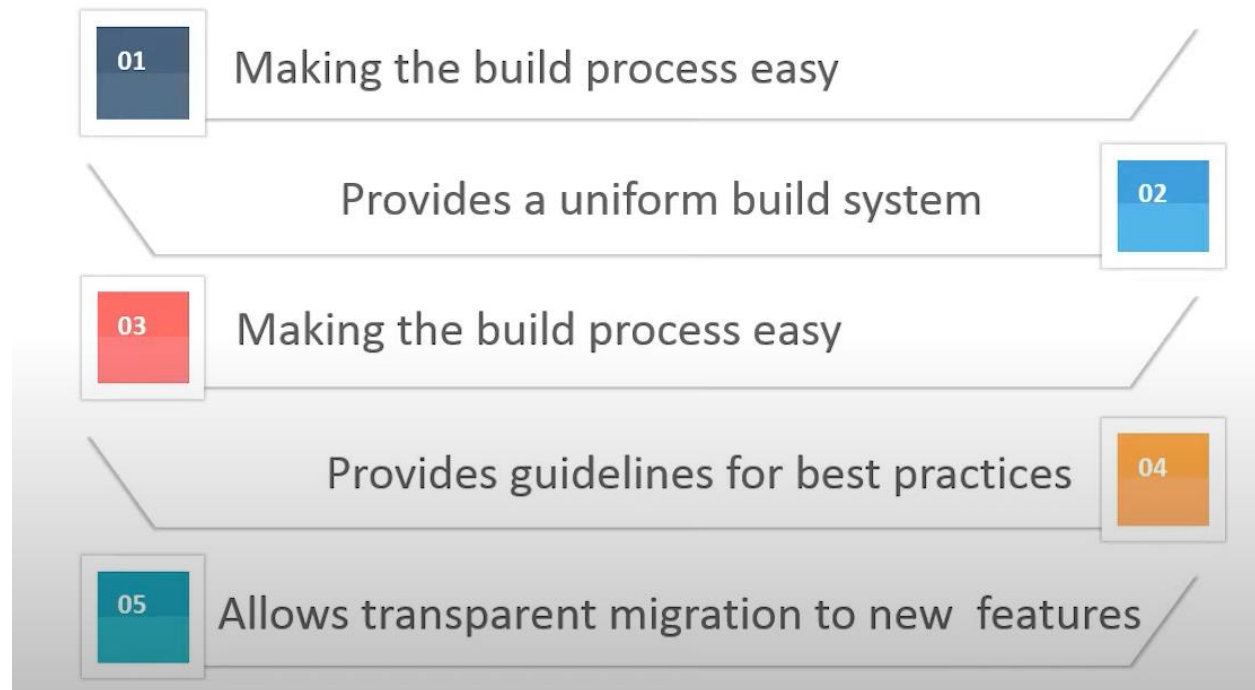 01 Making the build process easy
Provides a uniform build system 02
03 Making the build process easy
Provides guidelines for best practices 04
05 Allows transparent migration to new features